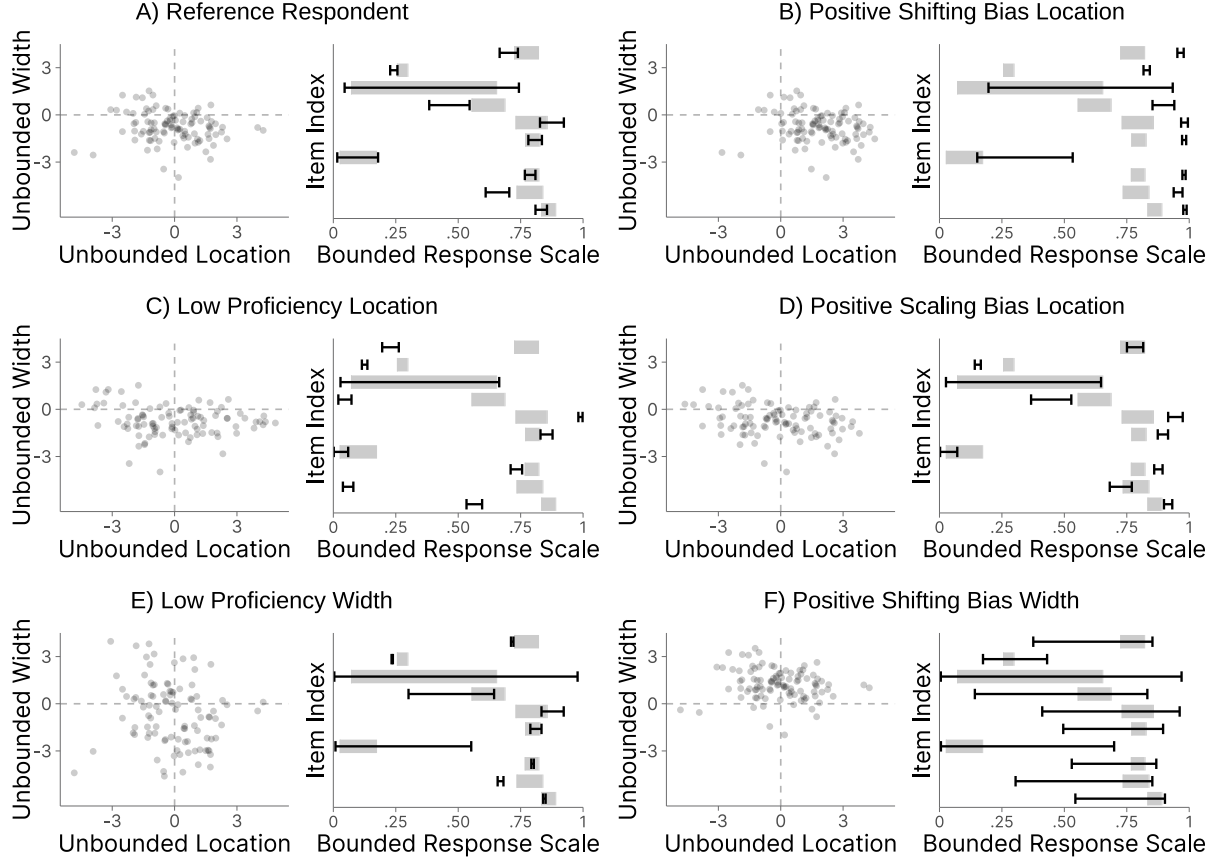 A) Reference Respondent
Unbounded Width
3
0
-3
-3
0
3
Unbounded Location
Item Index
0
.25
.50
.75
1
Bounded Response Scale
B) Positive Shifting Bias Location
Unbounded Width
3
0
-3
-3
0
3
Unbounded Location
Item Index
0
.25
.50
.75
1
Bounded Response Scale
C) Low Proficiency Location
Unbounded Width
3
0
-3
-3
0
3
Unbounded Location
Item Index
0
.25
.50
.75
1
Bounded Response Scale
D) Positive Scaling Bias Location
Unbounded Width
3
0
-3
-3
0
3
Unbounded Location
Item Index
0
.25
.50
.75
1
Bounded Response Scale
E) Low Proficiency Width
Unbounded Width
3
0
-3
-3
0
3
Unbounded Location
Item Index
0
.25
.50
.75
1
Bounded Response Scale
F) Positive Shifting Bias Width
Unbounded Width
3
0
-3
-3
0
3
Unbounded Location
Item Index
0
.25
.50
.75
1
Bounded Response Scale